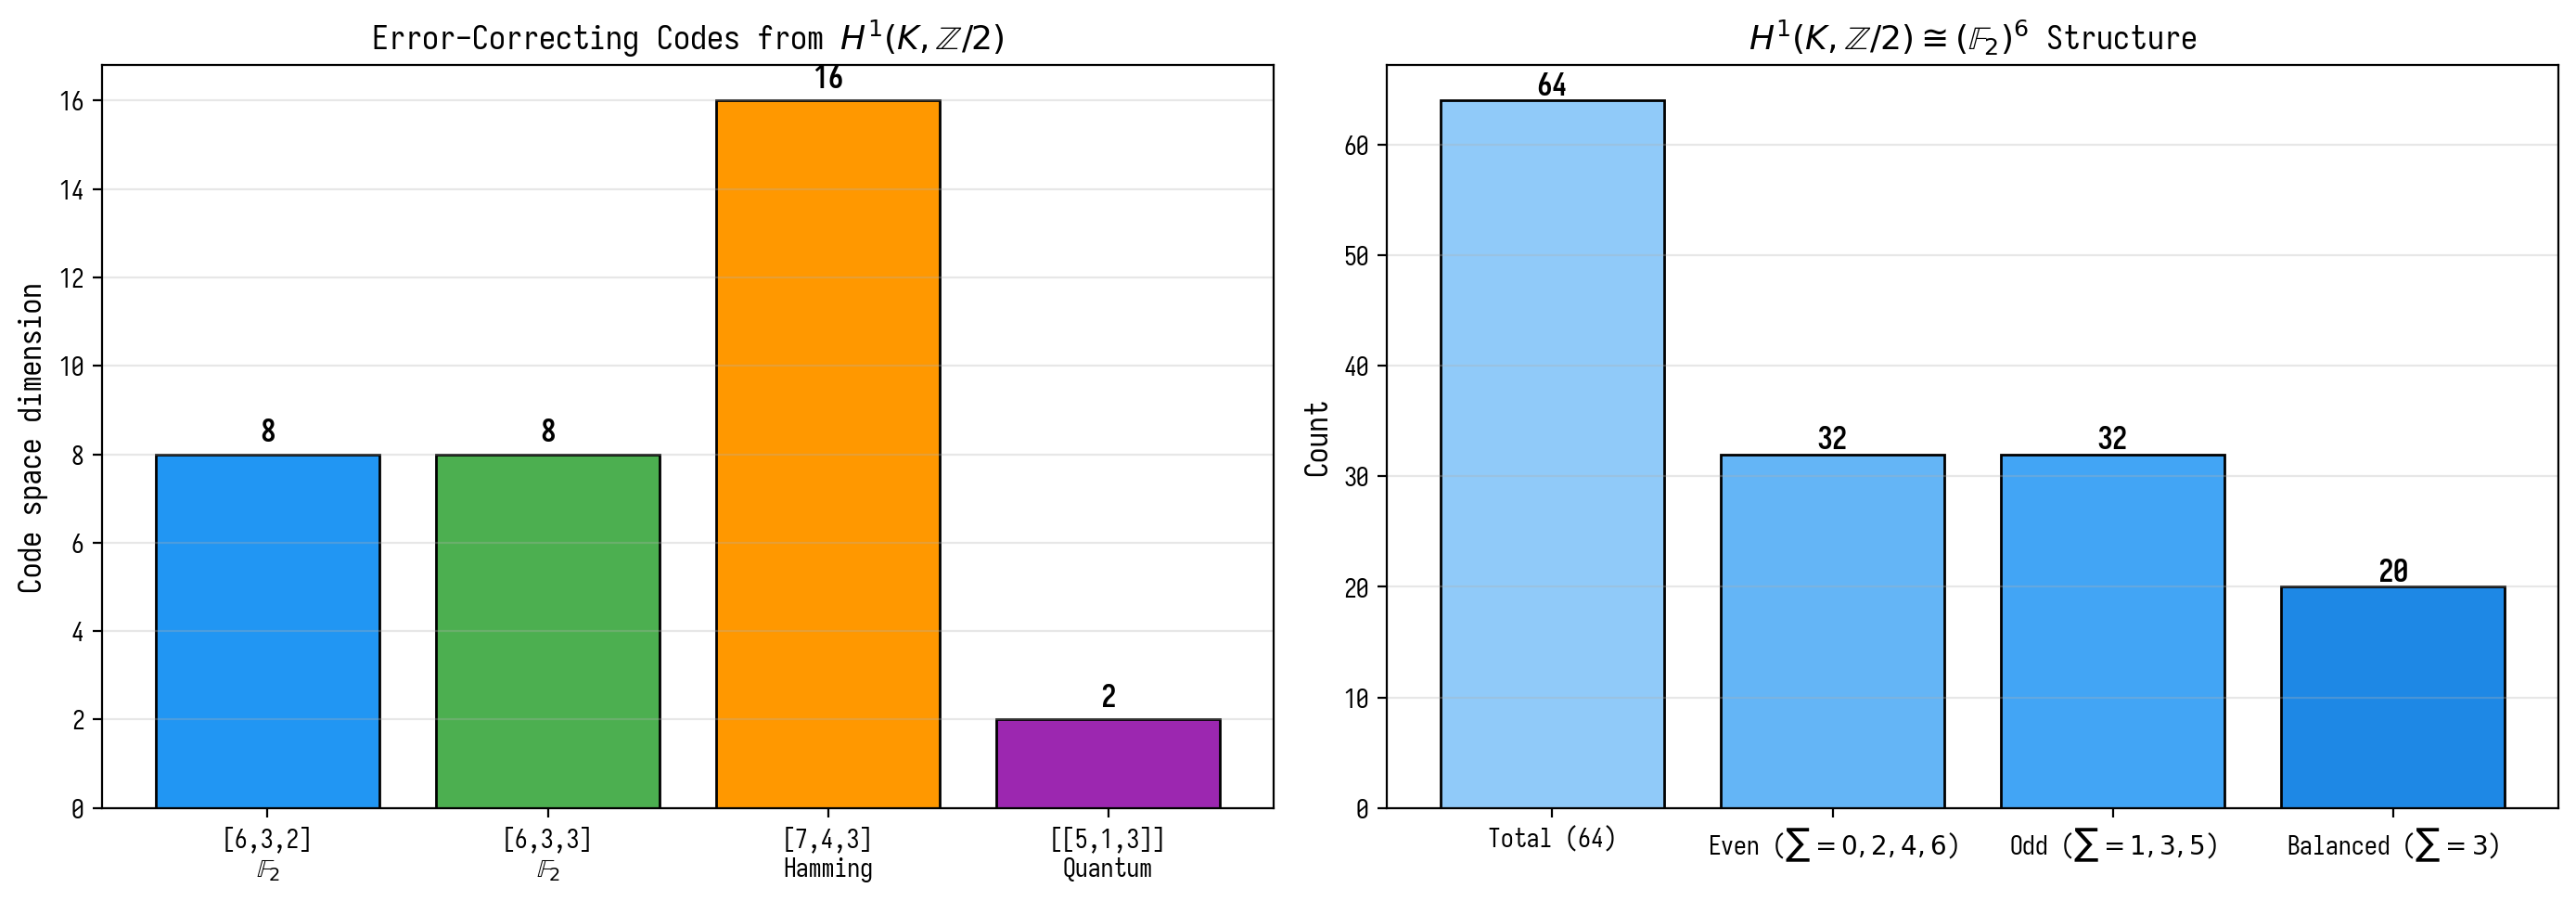 Error-Correcting Codes from H¹(K, ℤ/2)
Code space dimension
16
14
12
10
8
6
4
2
0
8
8
16
2
[6,3,2]
𝔽₂
[6,3,3]
𝔽₂
[7,4,3]
Hamming
[[5,1,3]]
Quantum
H¹(K, ℤ/2) ≅ (𝔽₂)⁶ Structure
Count
60
50
40
30
20
10
0
64
32
32
20
Total (64)
Even (∑ = 0, 2, 4, 6)
Odd (∑ = 1, 3, 5)
Balanced (∑ = 3)